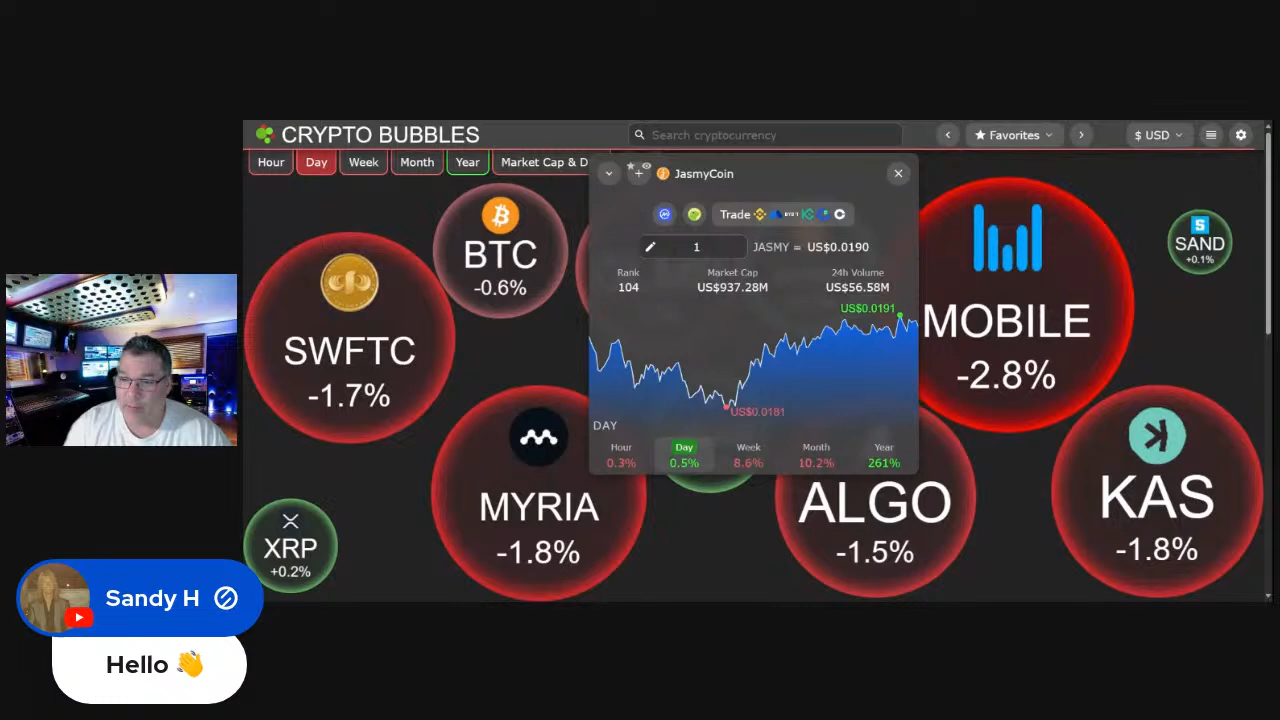 CRYPTO BUBBLES
Search cryptocurrency
Favorites
$ USD
Hour
Day
Week
Month
Year
Market Cap & D
JasmyCoin
Trade
1
JASMY = US$0.0190
Rank
Market Cap
24h Volume
104
US$937.28M
US$56.58M
US$0.0191
US$0.0181
DAY
Hour
Day
Week
Month
Year
0.3%
0.5%
8.6%
10.2%
261%
BTC
-0.6%
SWFTC
-1.7%
MOBILE
-2.8%
SAND
+0.1%
MYRIA
-1.8%
ALGO
-1.5%
KAS
-1.8%
XRP
+0.2%
Sandy H
Hello 👋